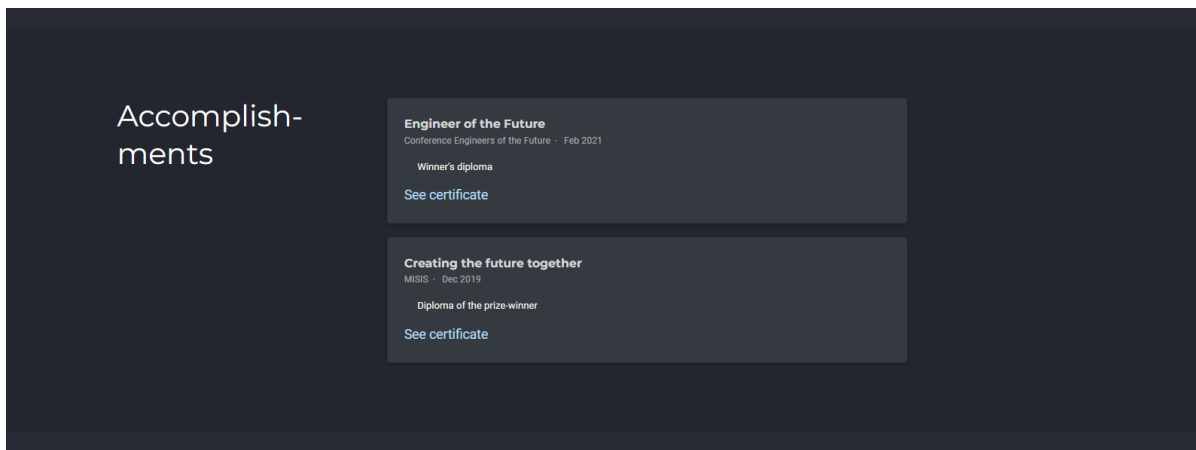 Accomplish-
ments
Engineer of the Future
Conference Engineers of the Future · Feb 2021
Winner's diploma
See certificate
Creating the future together
MISIS · Dec 2019
Diploma of the prize-winner
See certificate